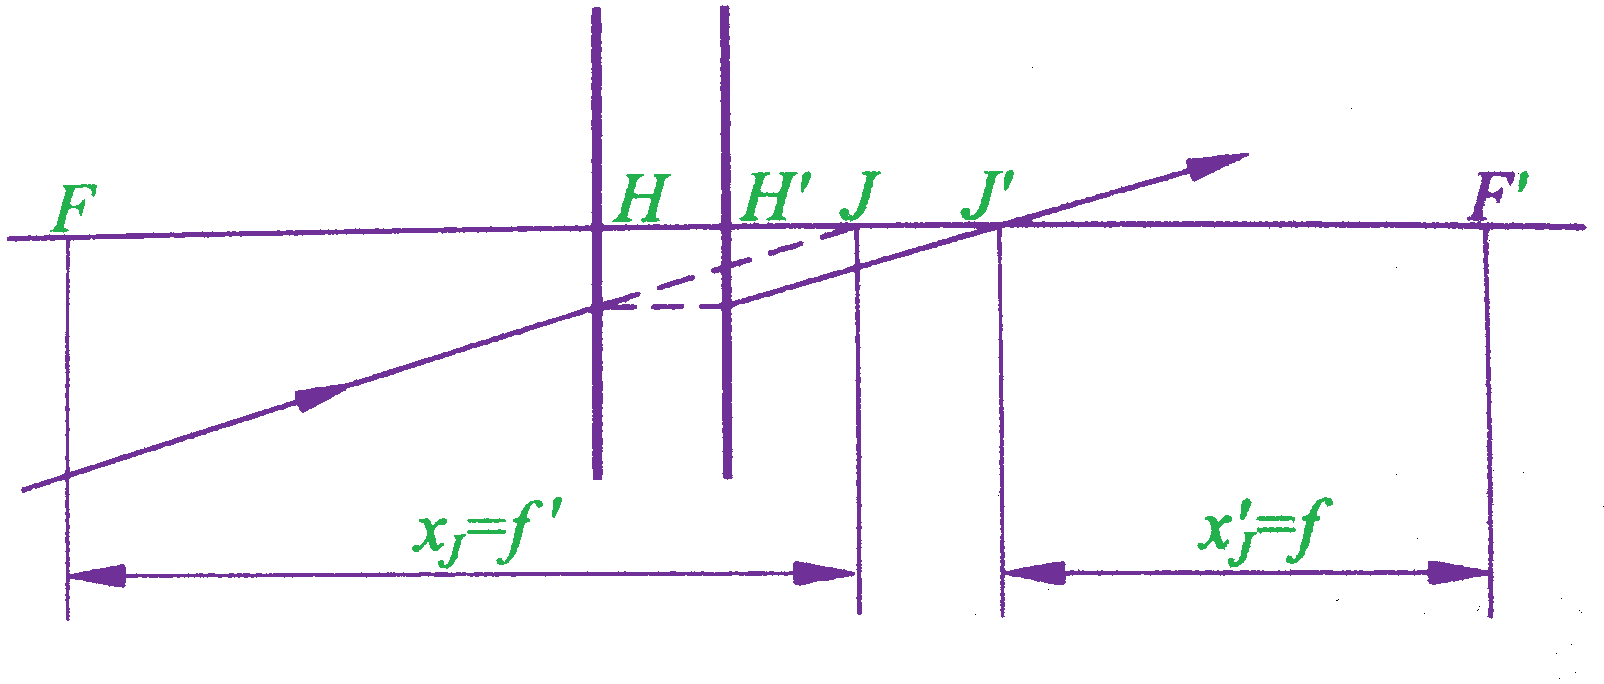 F H H' J J' F'
x_J=f' x'_J=f